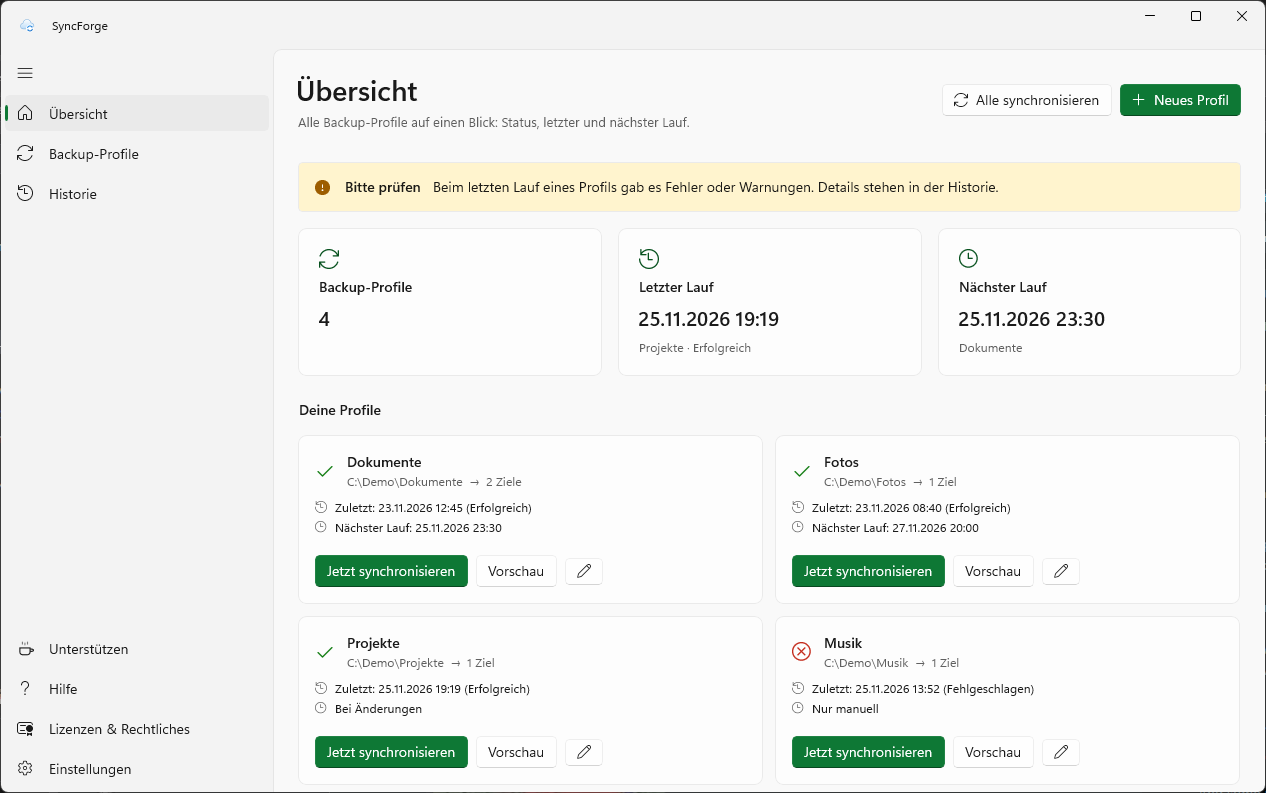 SyncForge
Übersicht
Backup-Profile
Historie
Unterstützen
Hilfe
Lizenzen & Rechtliches
Einstellungen
Übersicht
Alle Backup-Profile auf einen Blick: Status, letzter und nächster Lauf.
Alle synchronisieren
Neues Profil
Bitte prüfen Beim letzten Lauf eines Profils gab es Fehler oder Warnungen. Details stehen in der Historie.
Backup-Profile
4
Letzter Lauf
25.11.2026 19:19
Projekte · Erfolgreich
Nächster Lauf
25.11.2026 23:30
Dokumente
Deine Profile
Dokumente
C:\Demo\Dokumente → 2 Ziele
Zuletzt: 23.11.2026 12:45 (Erfolgreich)
Nächster Lauf: 25.11.2026 23:30
Jetzt synchronisieren
Vorschau
Fotos
C:\Demo\Fotos → 1 Ziel
Zuletzt: 23.11.2026 08:40 (Erfolgreich)
Nächster Lauf: 27.11.2026 20:00
Jetzt synchronisieren
Vorschau
Projekte
C:\Demo\Projekte → 1 Ziel
Zuletzt: 25.11.2026 19:19 (Erfolgreich)
Bei Änderungen
Jetzt synchronisieren
Vorschau
Musik
C:\Demo\Musik → 1 Ziel
Zuletzt: 25.11.2026 13:52 (Fehlgeschlagen)
Nur manuell
Jetzt synchronisieren
Vorschau